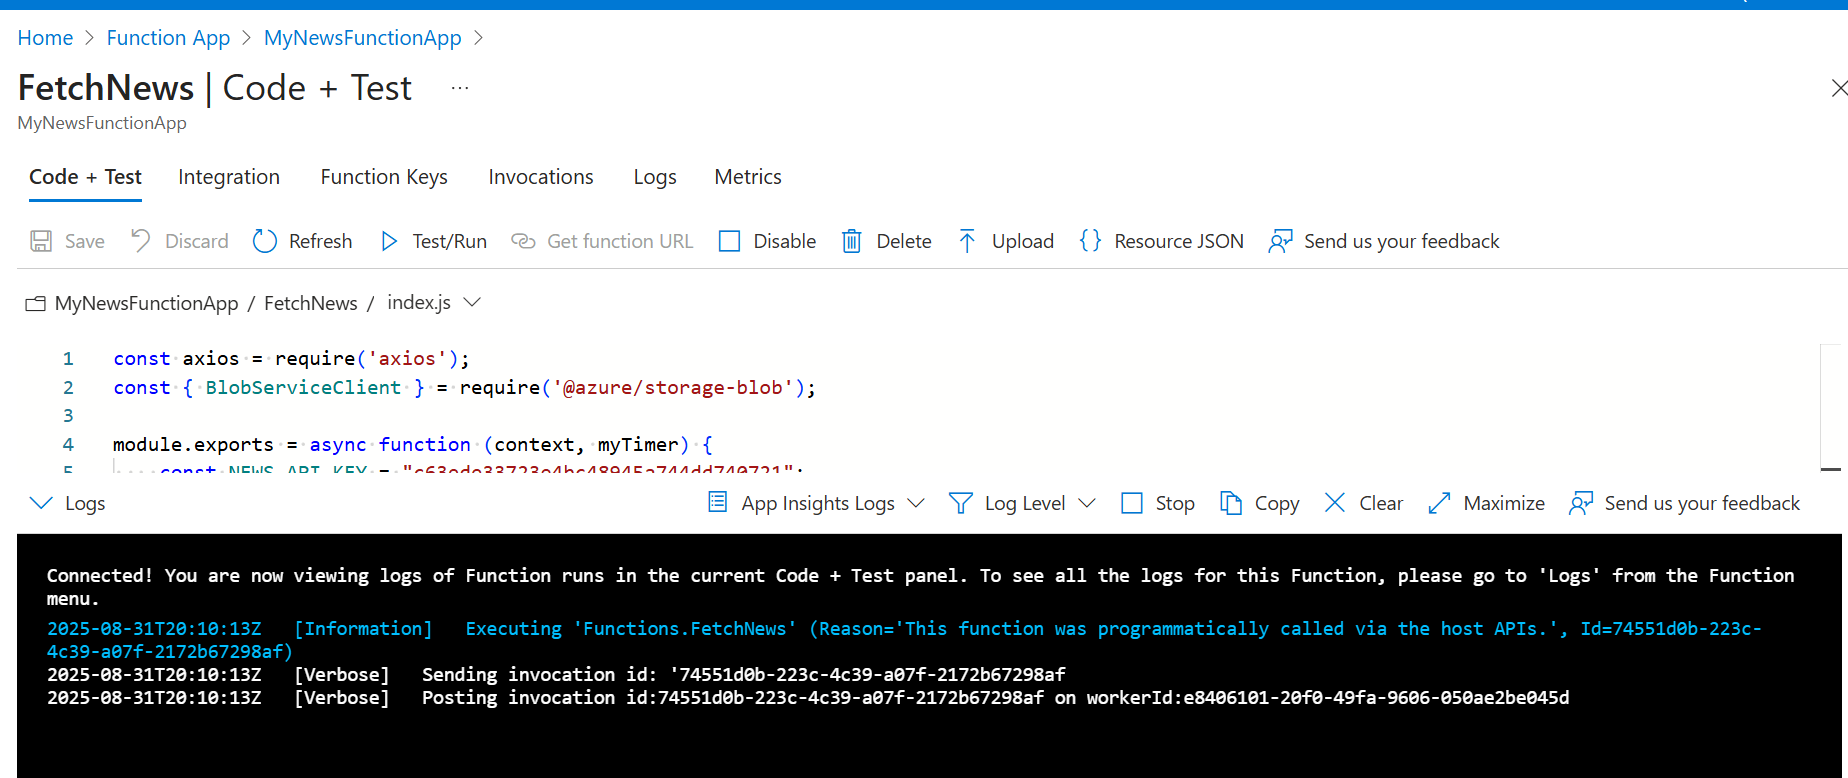 Home > Function App > MyNewsFunctionApp >
FetchNews | Code + Test ...
MyNewsFunctionApp
Code + Test Integration Function Keys Invocations Logs Metrics
Save Discard Refresh Test/Run Get function URL Disable Delete Upload {} Resource JSON Send us your feedback
MyNewsFunctionApp / FetchNews / index.js
1 const axios = require('axios');
2 const { BlobServiceClient } = require('@azure/storage-blob');
3
4 module.exports = async function (context, myTimer) {
5 const NEWS_API_KEY =
Logs App Insights Logs Log Level Stop Copy Clear Maximize Send us your feedback
Connected! You are now viewing logs of Function runs in the current Code + Test panel. To see all the logs for this Function, please go to 'Logs' from the Function
menu.
2025-08-31T20:10:13Z [Information] Executing 'Functions.FetchNews' (Reason='This function was programmatically called via the host APIs.', Id=74551d0b-223c-
4c39-a07f-2172b67298af)
2025-08-31T20:10:13Z [Verbose] Sending invocation id: '74551d0b-223c-4c39-a07f-2172b67298af
2025-08-31T20:10:13Z [Verbose] Posting invocation id:74551d0b-223c-4c39-a07f-2172b67298af on workerId:e8406101-20f0-49fa-9606-050ae2be045d